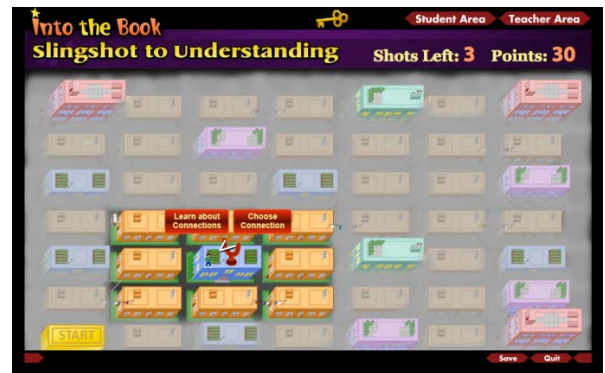 Into the Book
Student Area
Teacher Area
Slingshot to Understanding
Shots Left: 3 Points: 30
Learn about
Connections
Choose
Connection
START
Save
Quit